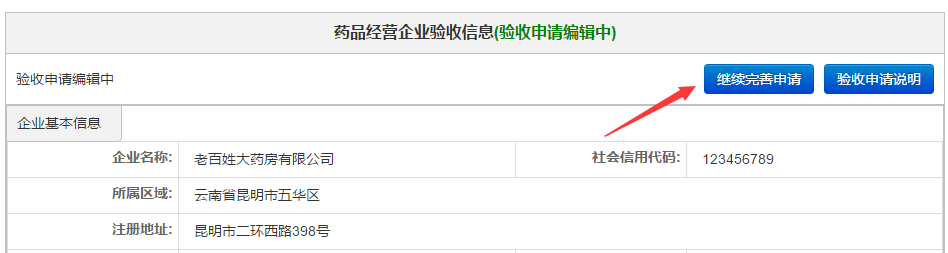 药品经营企业验收信息(验收申请编辑中)
验收申请编辑中 继续完善申请 验收申请说明
企业基本信息
企业名称: 老百姓大药房有限公司 社会信用代码: 123456789
所属区域: 云南省昆明市五华区
注册地址: 昆明市二环西路398号